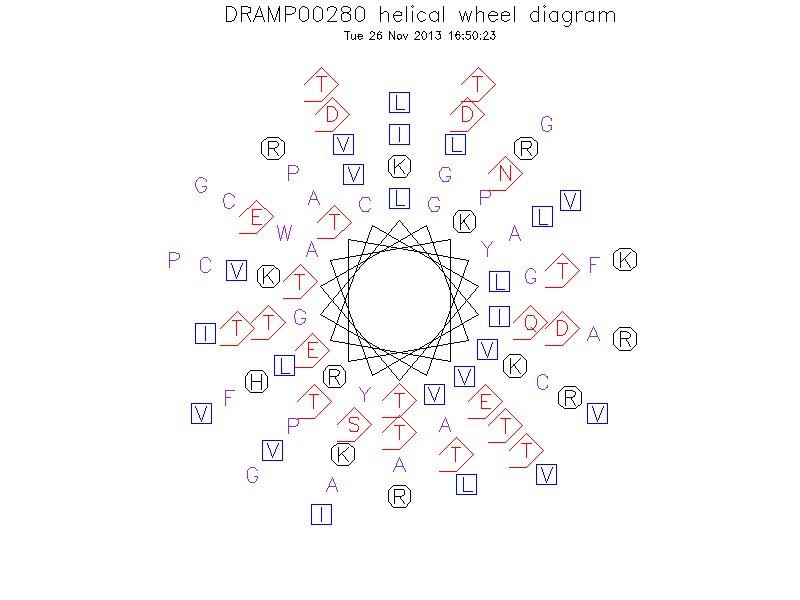 DRAMP00280 helical wheel diagram
Tue 26 Nov 2013 16:50:23
T T
L
D D
G
I
V L
R R
K
P V G N
G
C A L P V
C G
E T K L
W A
A Y
P C F K
V K T L G T
G I
T Q
T D
I A R
E V
L K
H R V C
F Y T V R
T E
V V
P S T A T
V K T T
A
G V
A L
R
I